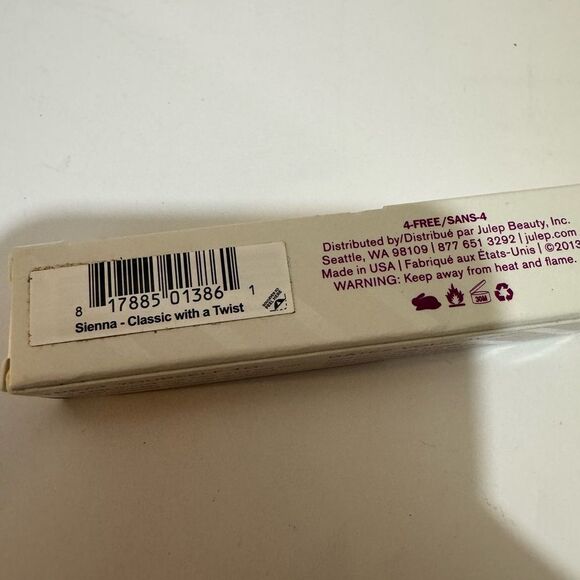 8 17885 01386 1
Sienna - Classic with a Twist
4-FREE/SANS-4
Distributed by/Distribué par Julep Beauty, Inc.
Seattle, WA 98109 | 877 651 3292 | julep.com
Made in USA | Fabriqué aux États-Unis | ©2013
WARNING: Keep away from heat and flame.
30M